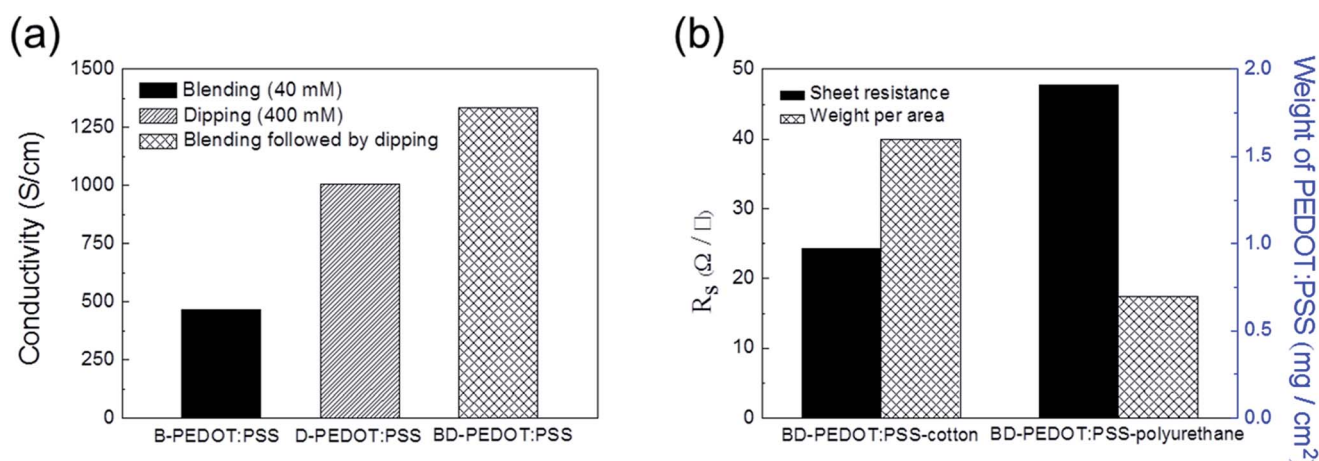 (a)
Conductivity (S/cm)
1500
1250
1000
750
500
250
0
Blending (40 mM)
Dipping (400 mM)
Blending followed by dipping
B-PEDOT:PSS
D-PEDOT:PSS
BD-PEDOT:PSS
(b)
Rs (Ω / □)
50
40
30
20
10
0
Sheet resistance
Weight per area
BD-PEDOT:PSS-cotton
BD-PEDOT:PSS-polyurethane
2.0
1.5
1.0
0.5
0.0
Weight of PEDOT:PSS (mg / cm²)